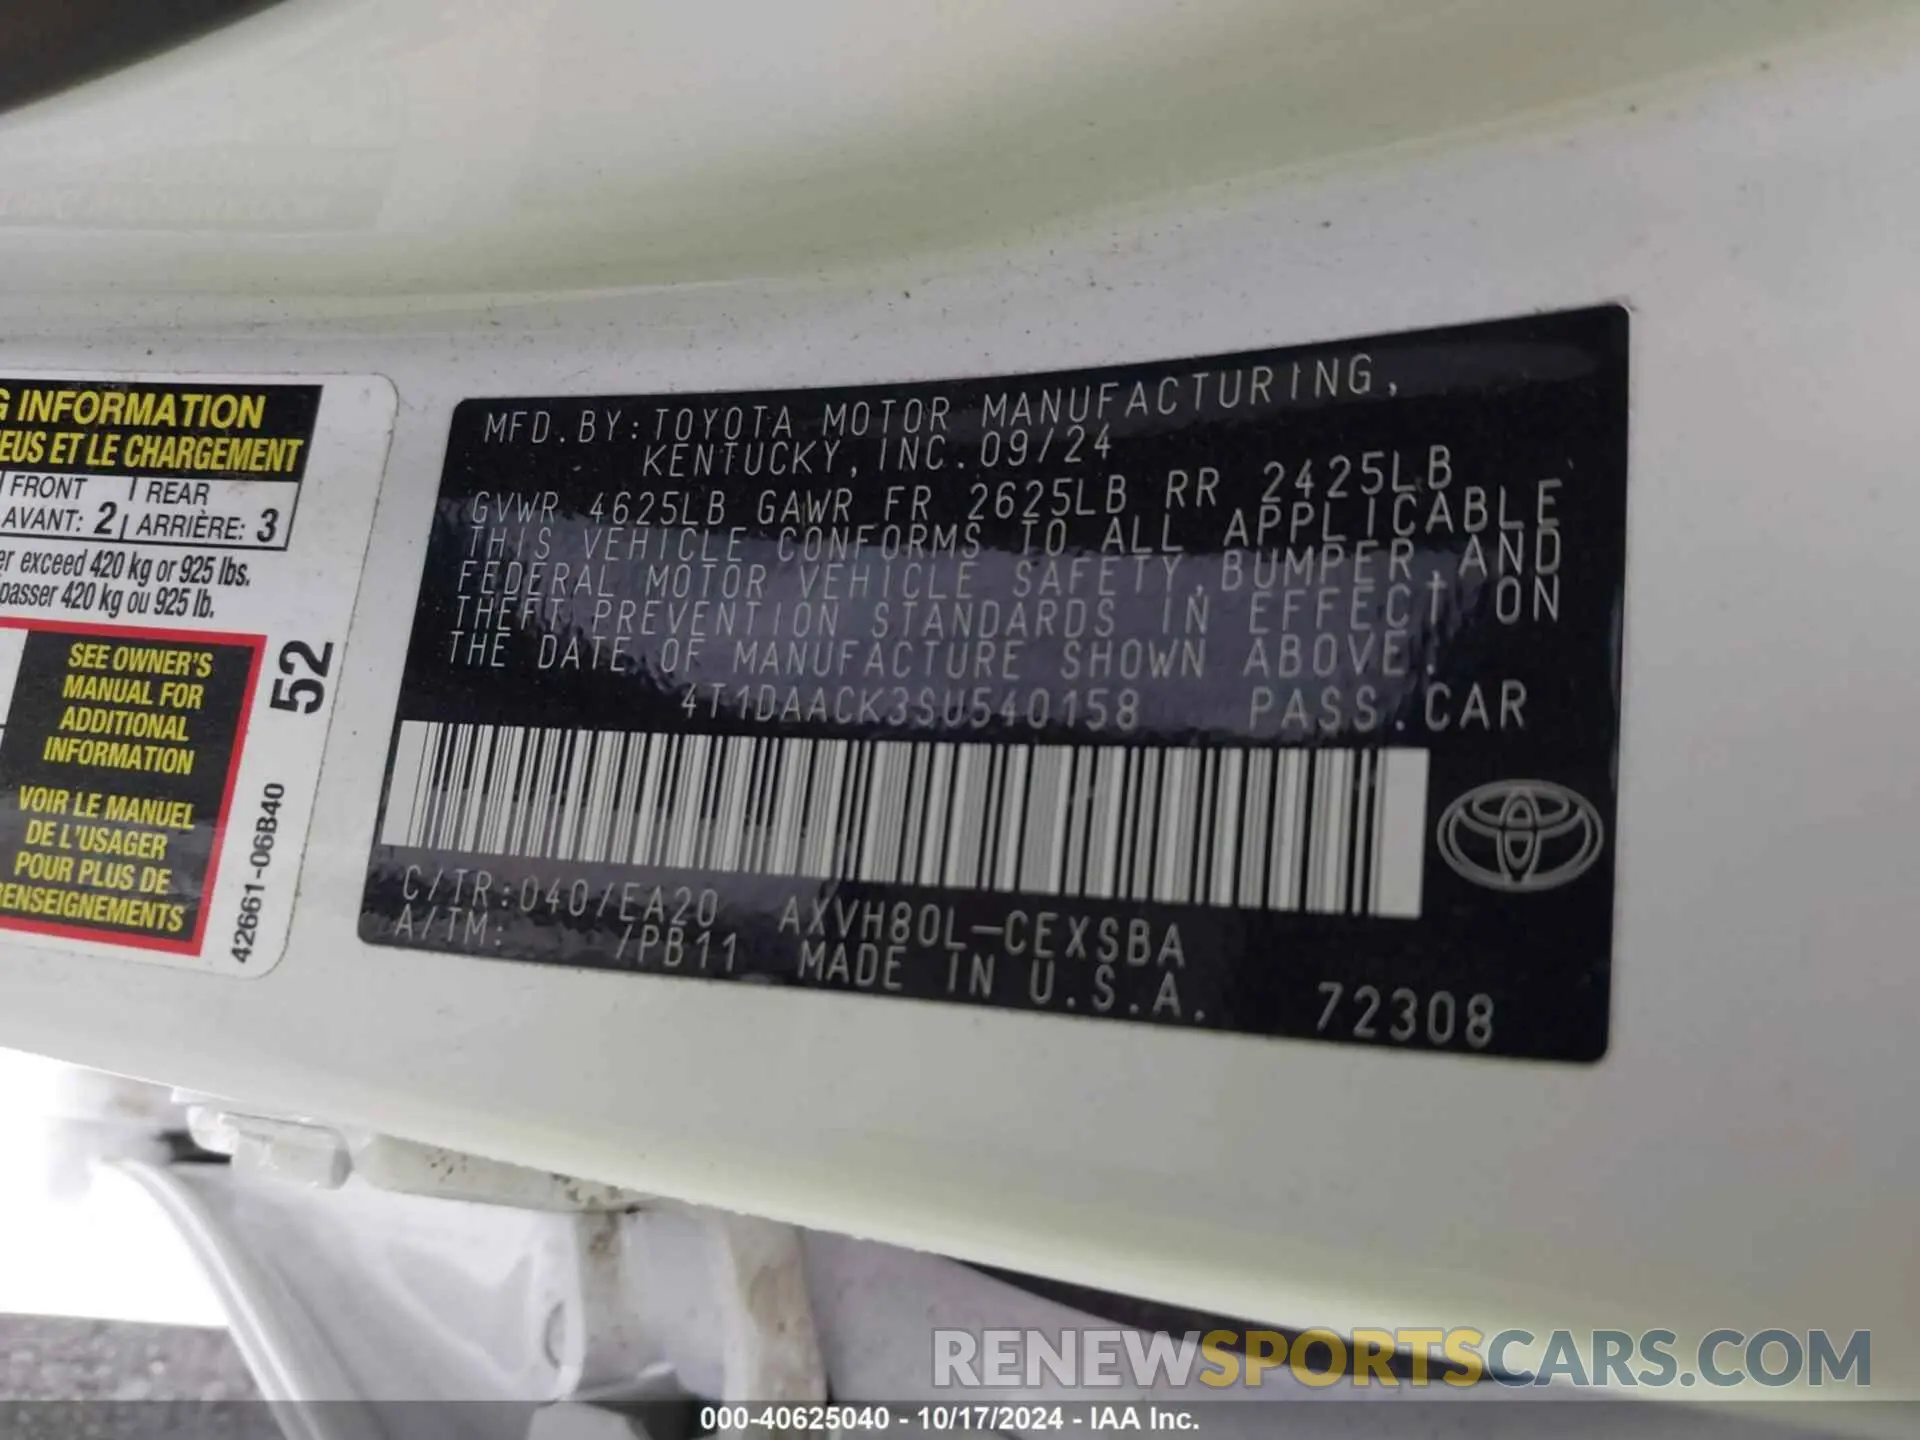 G INFORMATION
EUS ET LE CHARGEMENT
FRONT | REAR
AVANT: 2 | ARRIÈRE: 3
er exceed 420 kg or 925 lbs.
passer 420 kg ou 925 lb.
SEE OWNER'S
MANUAL FOR
ADDITIONAL
INFORMATION
VOIR LE MANUEL
DE L'USAGER
POUR PLUS DE
RENSEIGNEMENTS
52
42661-06B40
MFD. BY: TOYOTA MOTOR MANUFACTURING,
KENTUCKY, INC. 09/24
GVWR 4625LB GAWR FR 2625LB RR 2425LB
THIS VEHICLE CONFORMS TO ALL APPLICABLE
FEDERAL MOTOR VEHICLE SAFETY, BUMPER, AND
THEFT PREVENTION STANDARDS IN EFFECT ON
THE DATE OF MANUFACTURE SHOWN ABOVE.
4T1DAACK3SU540158 PASS. CAR
C/TR: 040/EA20 AXVH80L-CEXSBA
A/TM: /PB11 MADE IN U.S.A.
72308
RENEWSPORTSCARS.COM
000-40625040 - 10/17/2024 - IAA Inc.